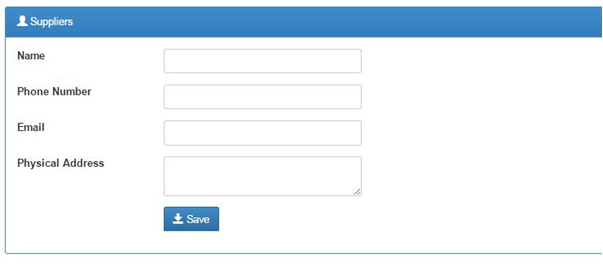 Suppliers
Name
Phone Number
Email
Physical Address
Save